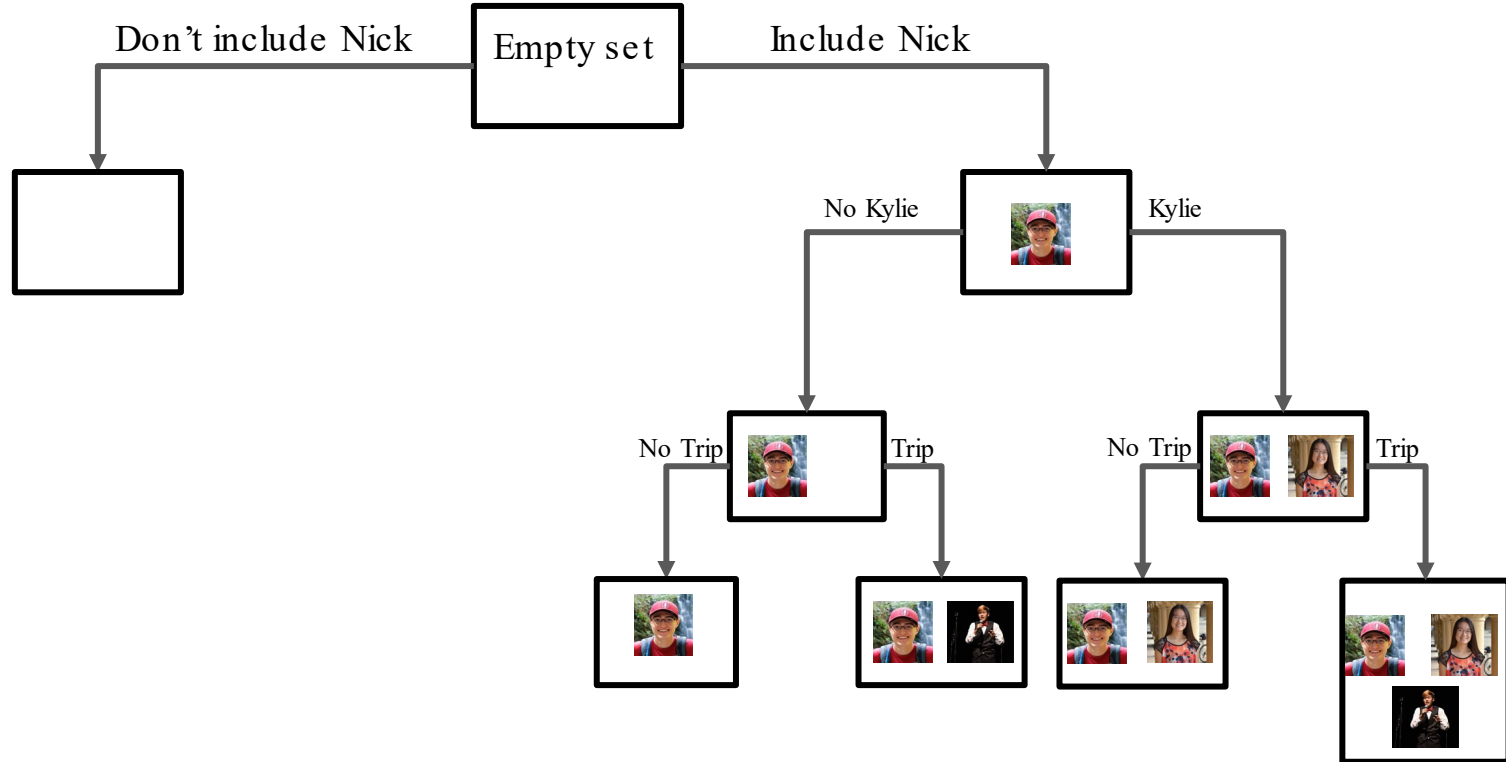 Don’t include Nick
Empty set
Include Nick
No Kylie
Kylie
No Trip
Trip
No Trip
Trip